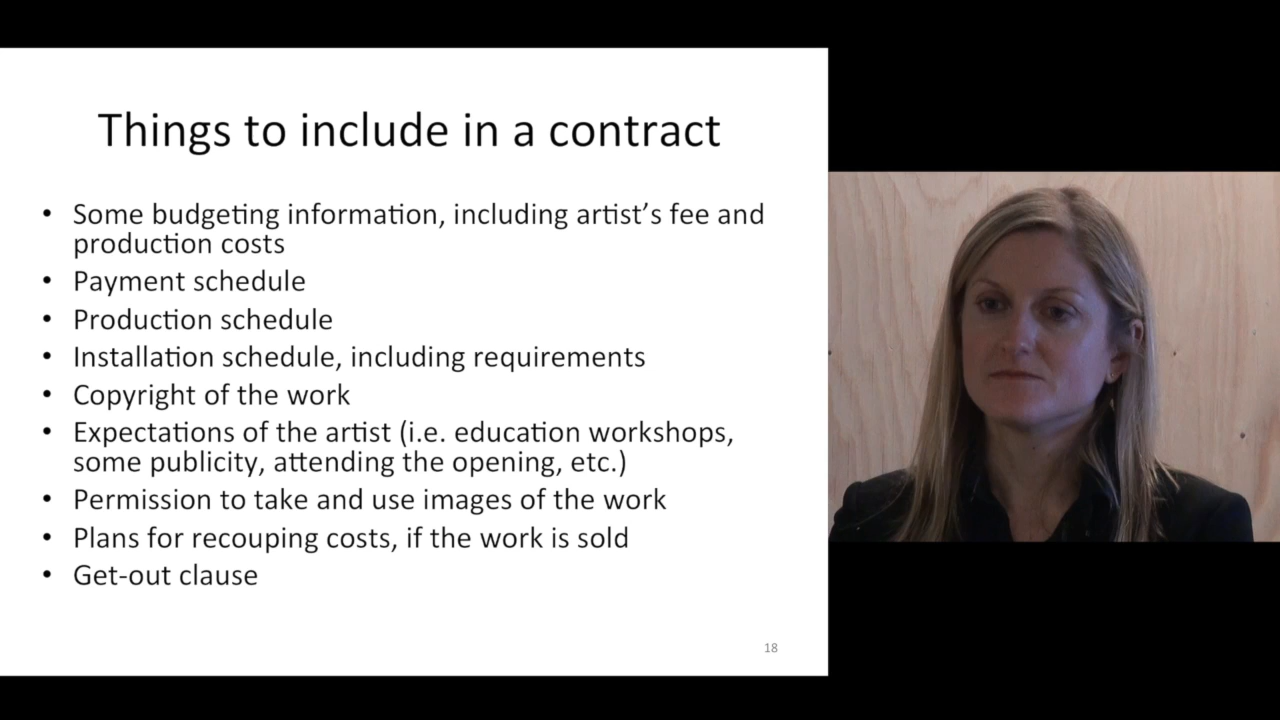 Things to include in a contract
• Some budgeting information, including artist’s fee and
production costs
• Payment schedule
• Production schedule
• Installation schedule, including requirements
• Copyright of the work
• Expectations of the artist (i.e. education workshops,
some publicity, attending the opening, etc.)
• Permission to take and use images of the work
• Plans for recouping costs, if the work is sold
• Get-out clause
18